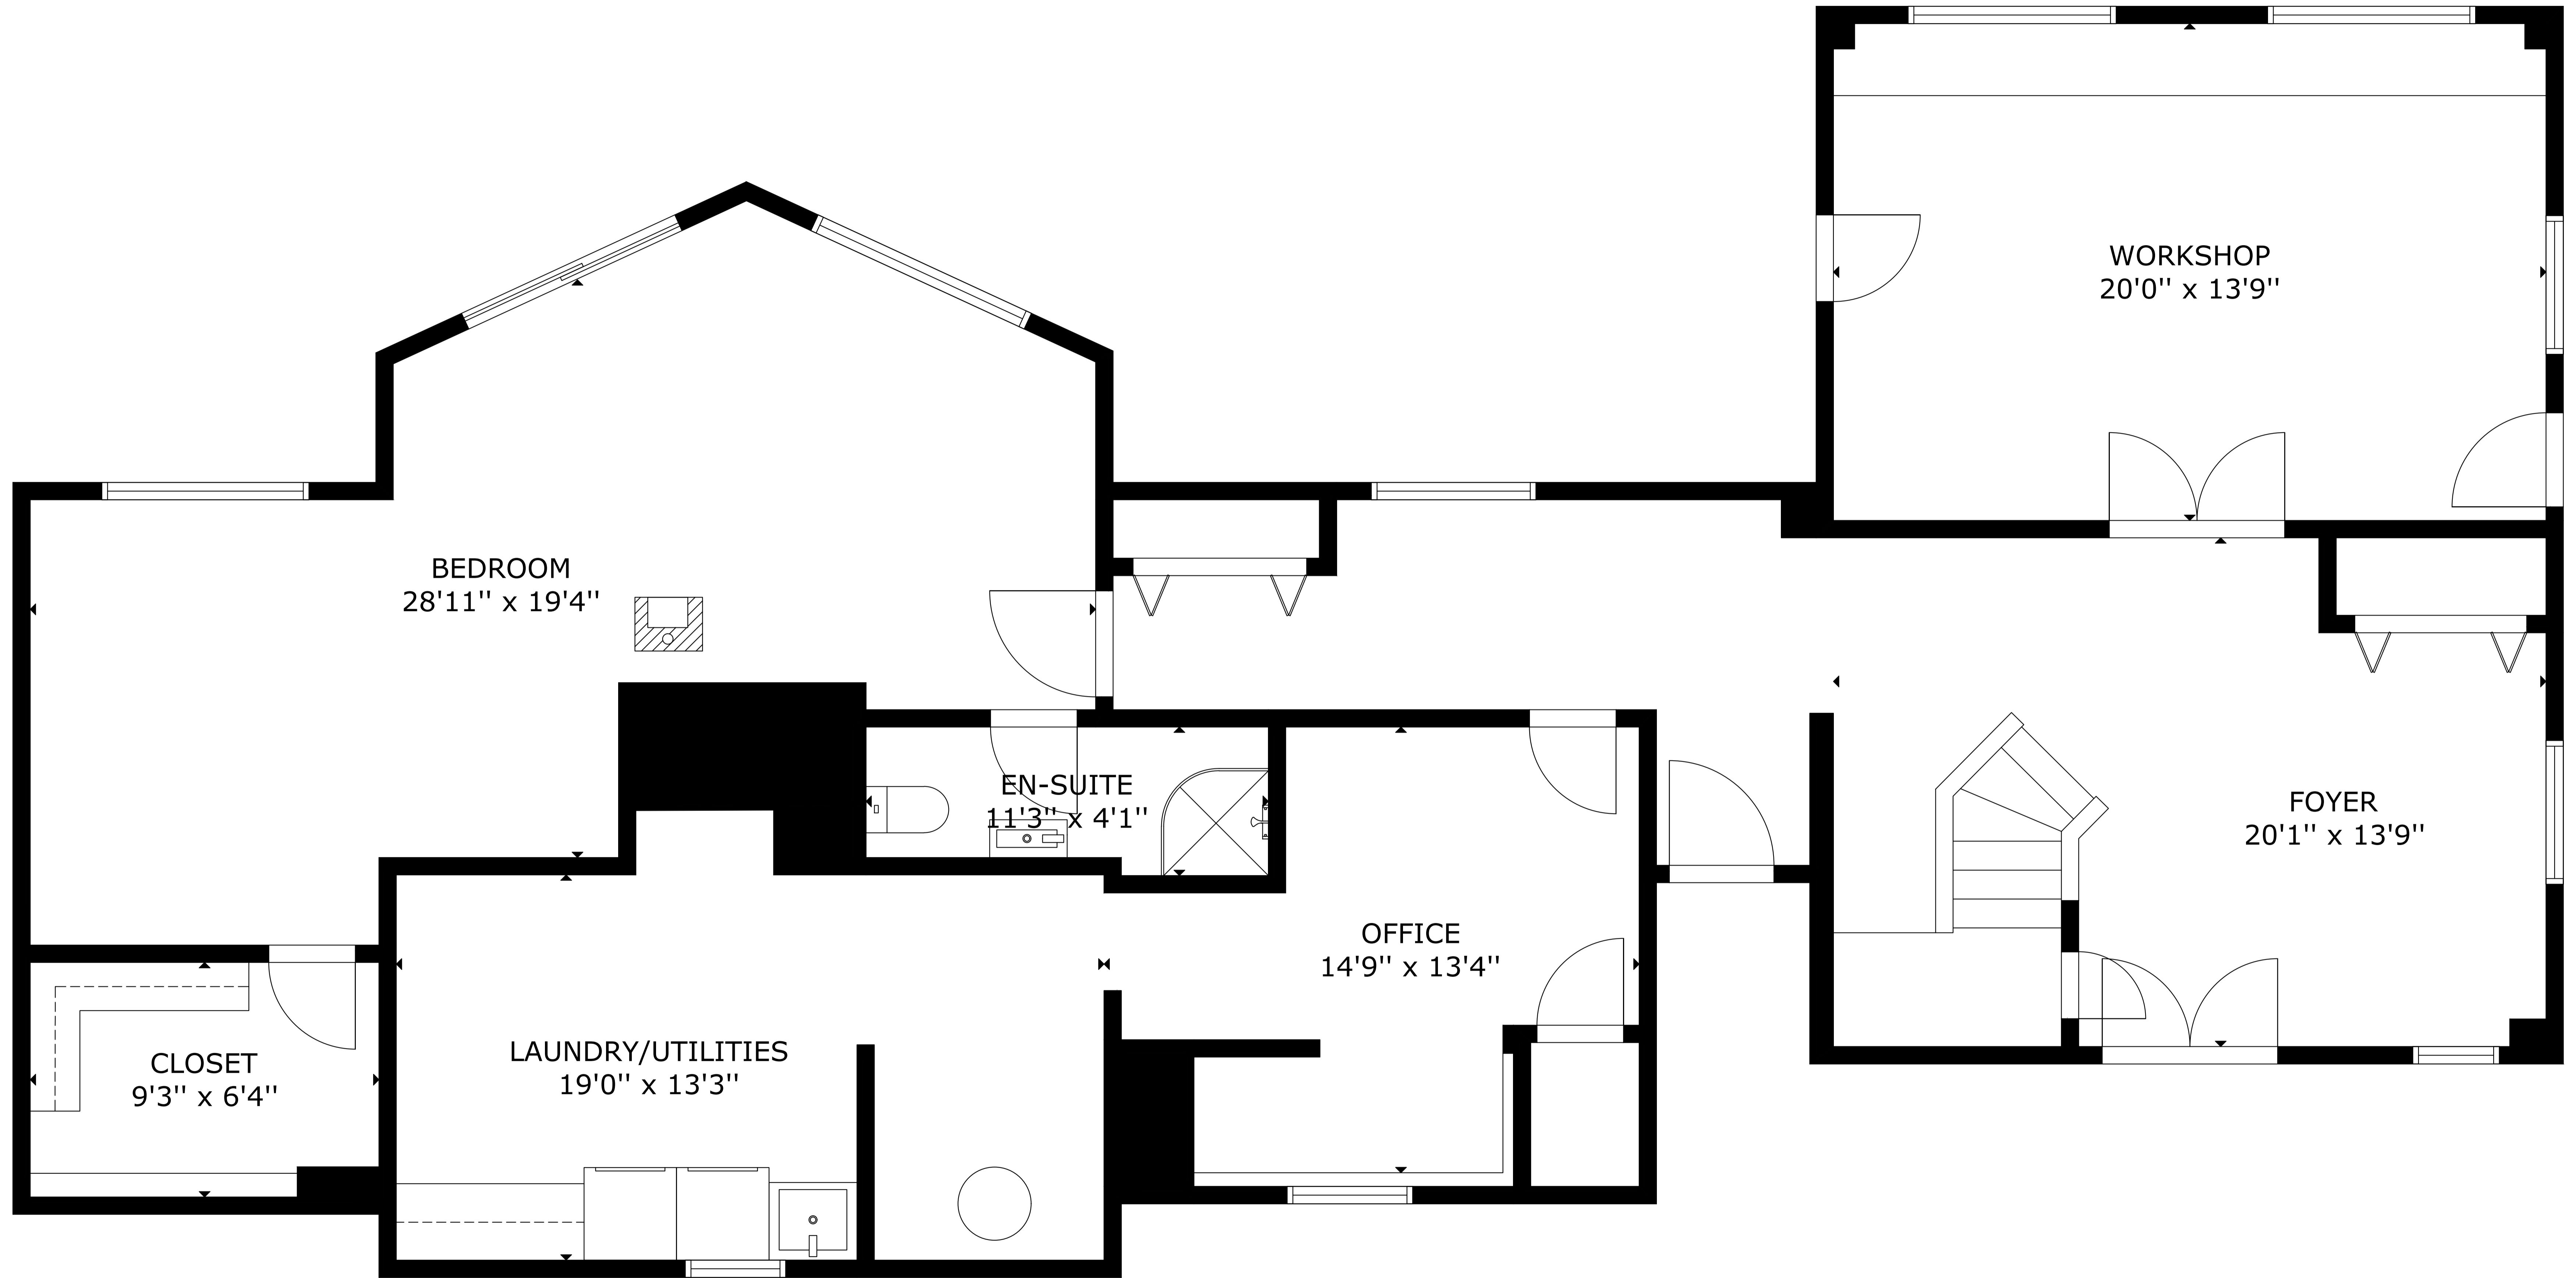 WORKSHOP
20'0'' x 13'9''
BEDROOM
28'11'' x 19'4''
EN-SUITE
11'3'' x 4'1''
FOYER
20'1'' x 13'9''
OFFICE
14'9'' x 13'4''
LAUNDRY/UTILITIES
19'0'' x 13'3''
CLOSET
9'3'' x 6'4''